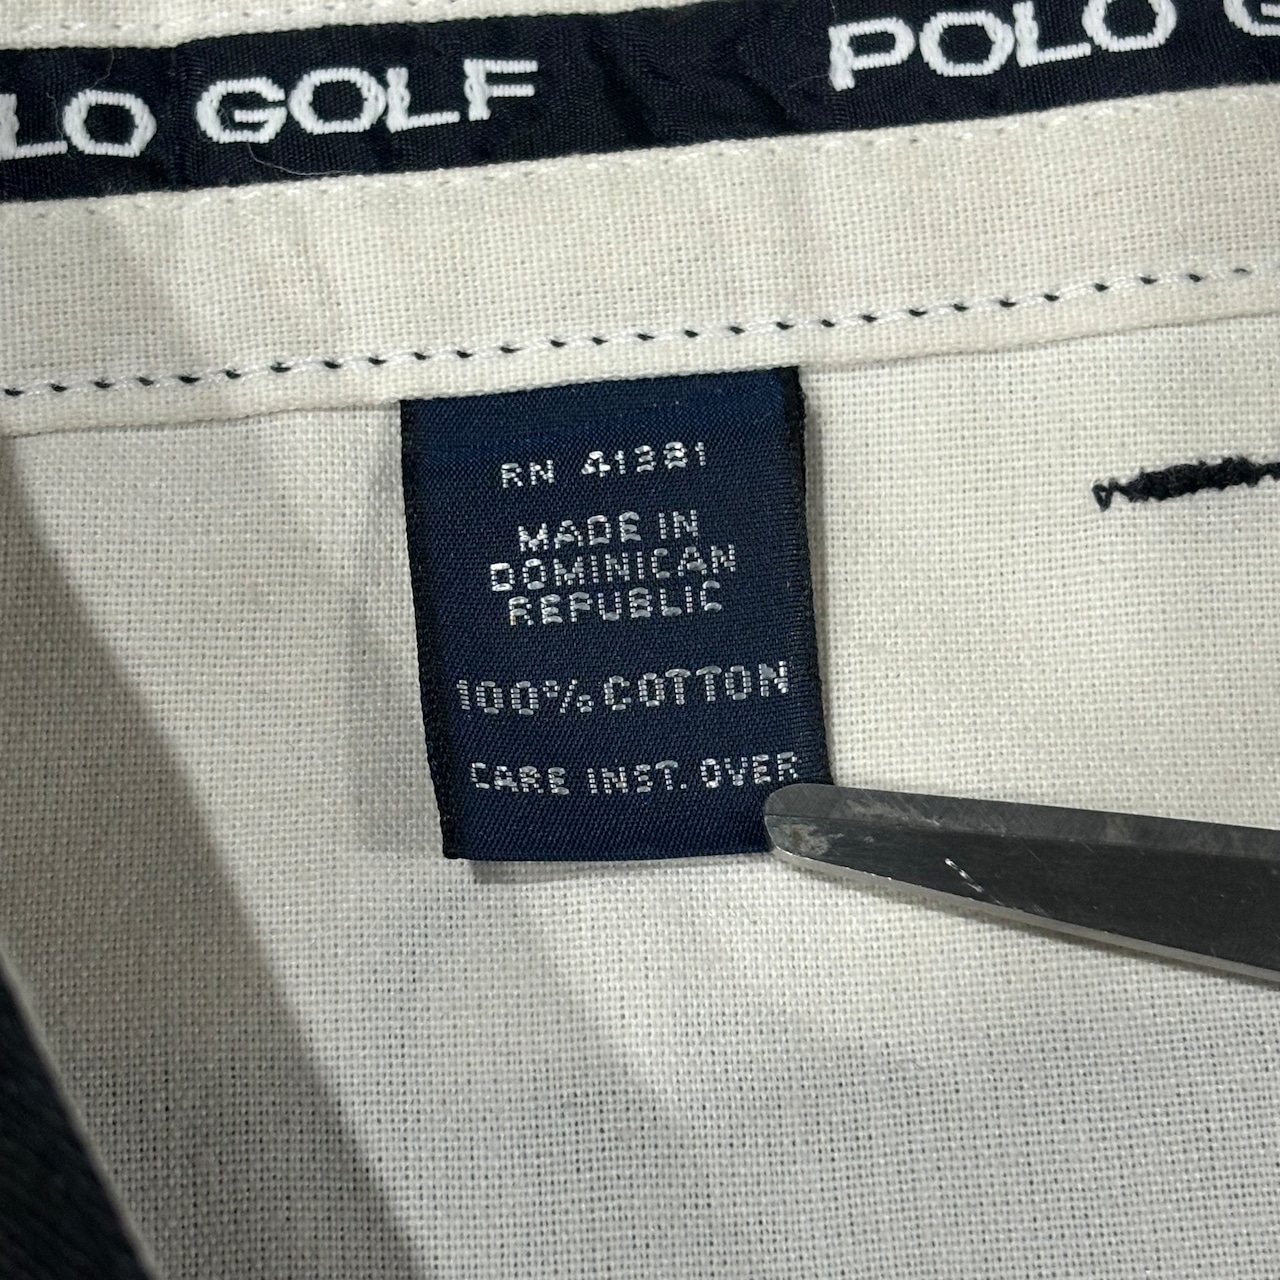 LO GOLF POLO G
RN 41381
MADE IN
DOMINICAN
REPUBLIC
100% COTTON
CARE INST. OVER